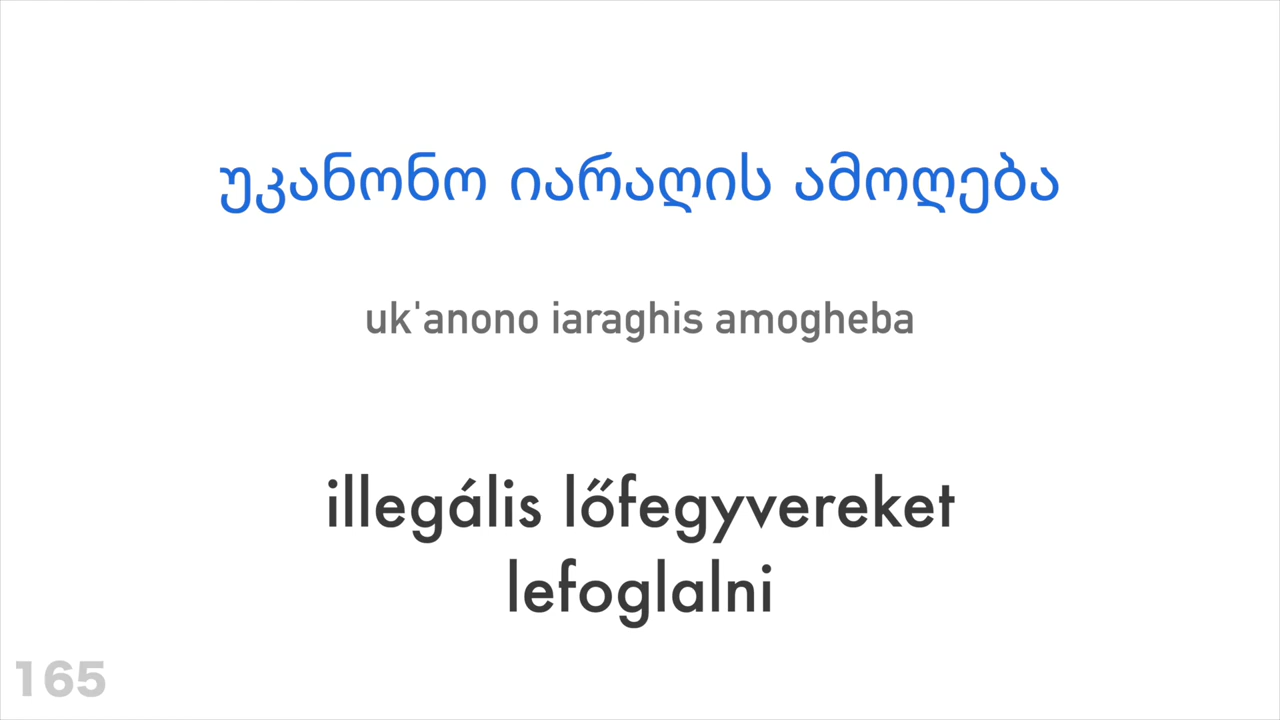 უკანონო იარაღის ამოღება
uk'anono iaraghis amogheba
illegális lőfegyvereket
lefoglalni
165